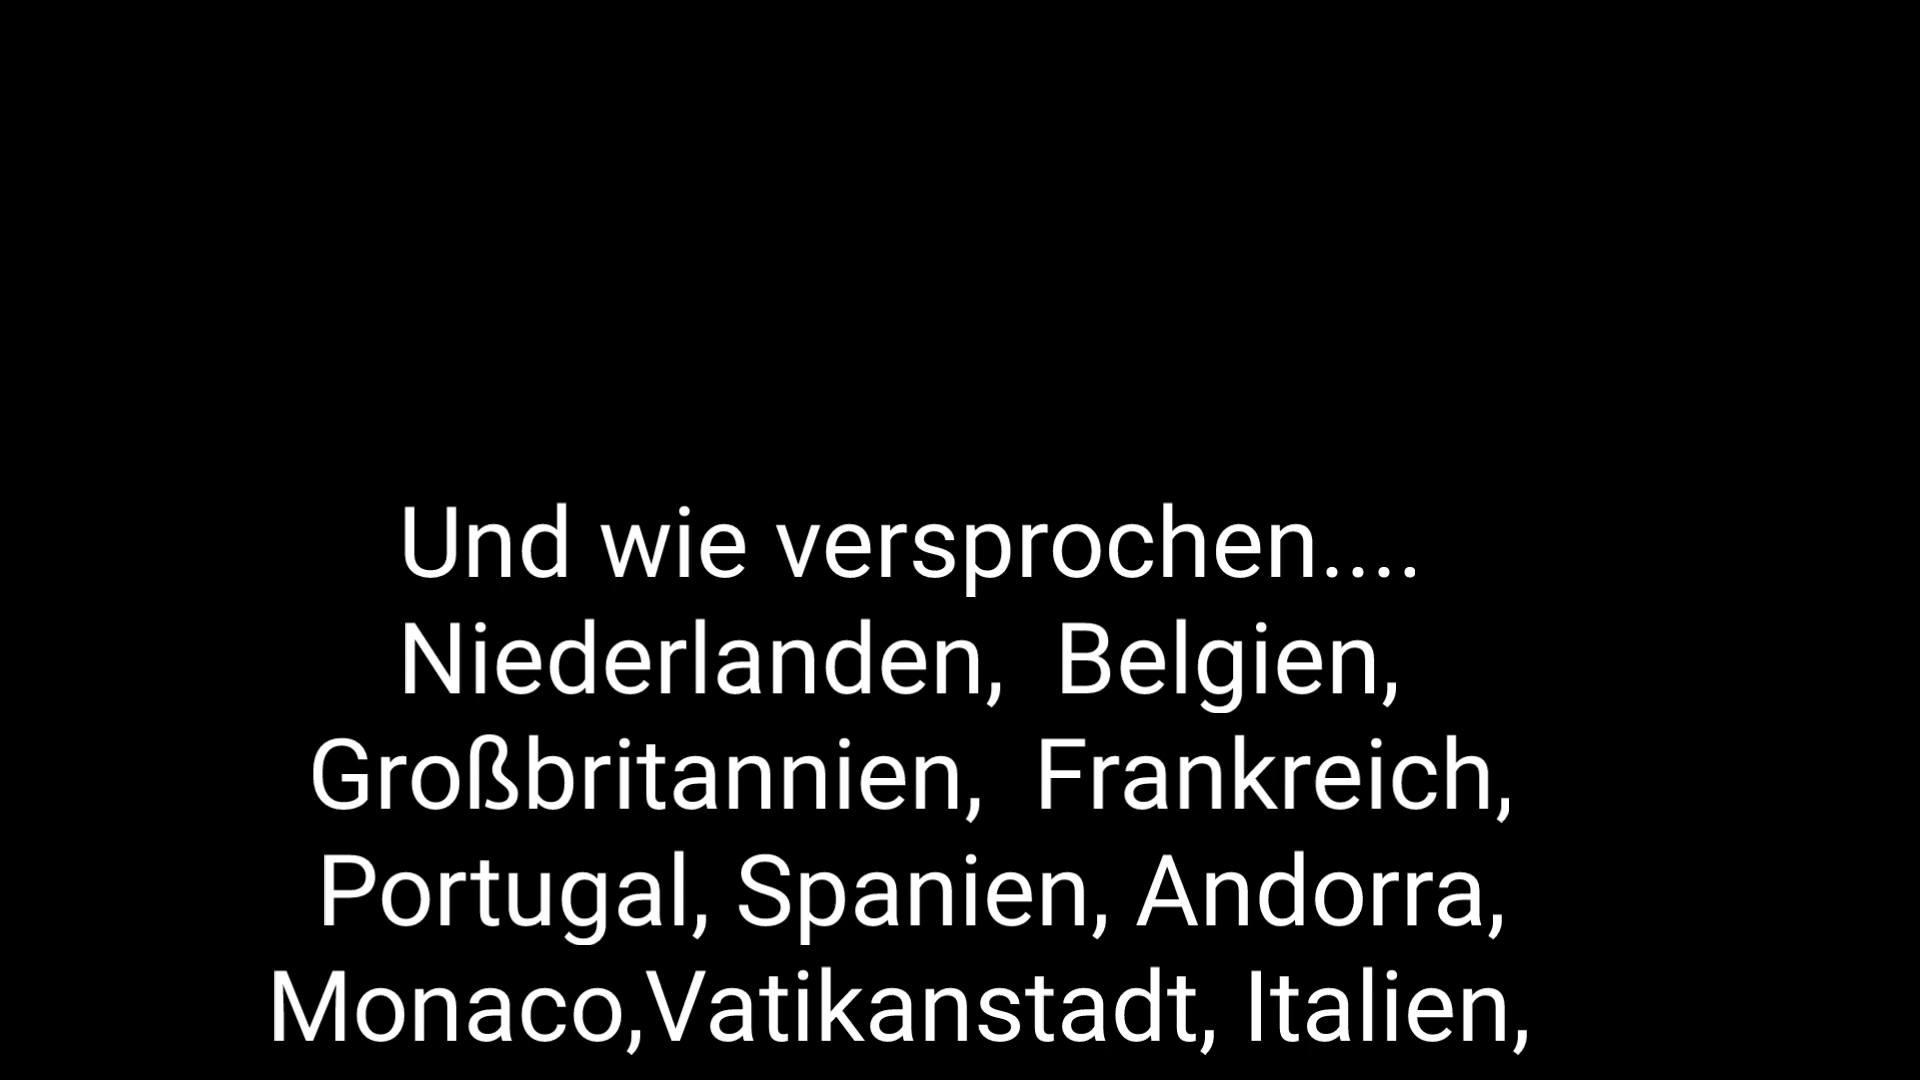 Und wie versprochen....
Niederlanden,  Belgien,
Großbritannien,  Frankreich,
Portugal, Spanien, Andorra,
Monaco,Vatikanstadt, Italien,